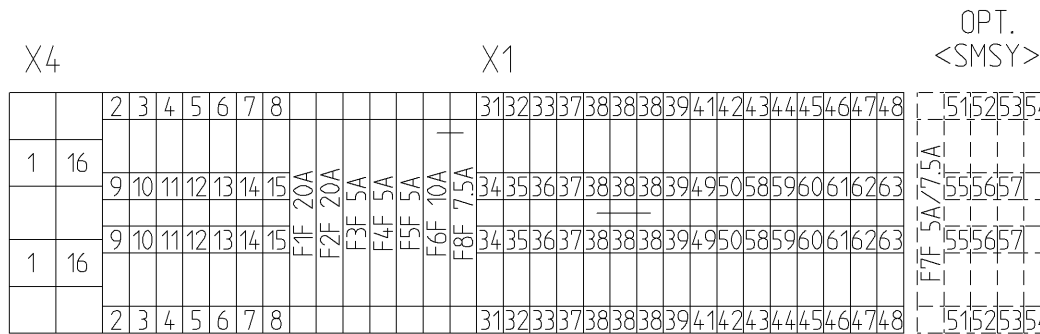 OPT.
X4 X1 <SMSY>
2 3 4 5 6 7 8 31 32 33 37 38 38 38 39 41 42 43 44 45 46 47 48 51 52 53 54
1 16
9 10 11 12 13 14 15 34 35 36 37 38 38 38 39 49 50 58 59 60 61 62 63 55 56 57
F1F 20A
F2F 20A
F3F 5A
F4F 5A
F5F 5A
F6F 10A
F8F 7.5A
F7F 5A/7.5A
9 10 11 12 13 14 15 34 35 36 37 38 38 38 39 49 50 58 59 60 61 62 63 55 56 57
1 16
2 3 4 5 6 7 8 31 32 33 37 38 38 38 39 41 42 43 44 45 46 47 48 51 52 53 54